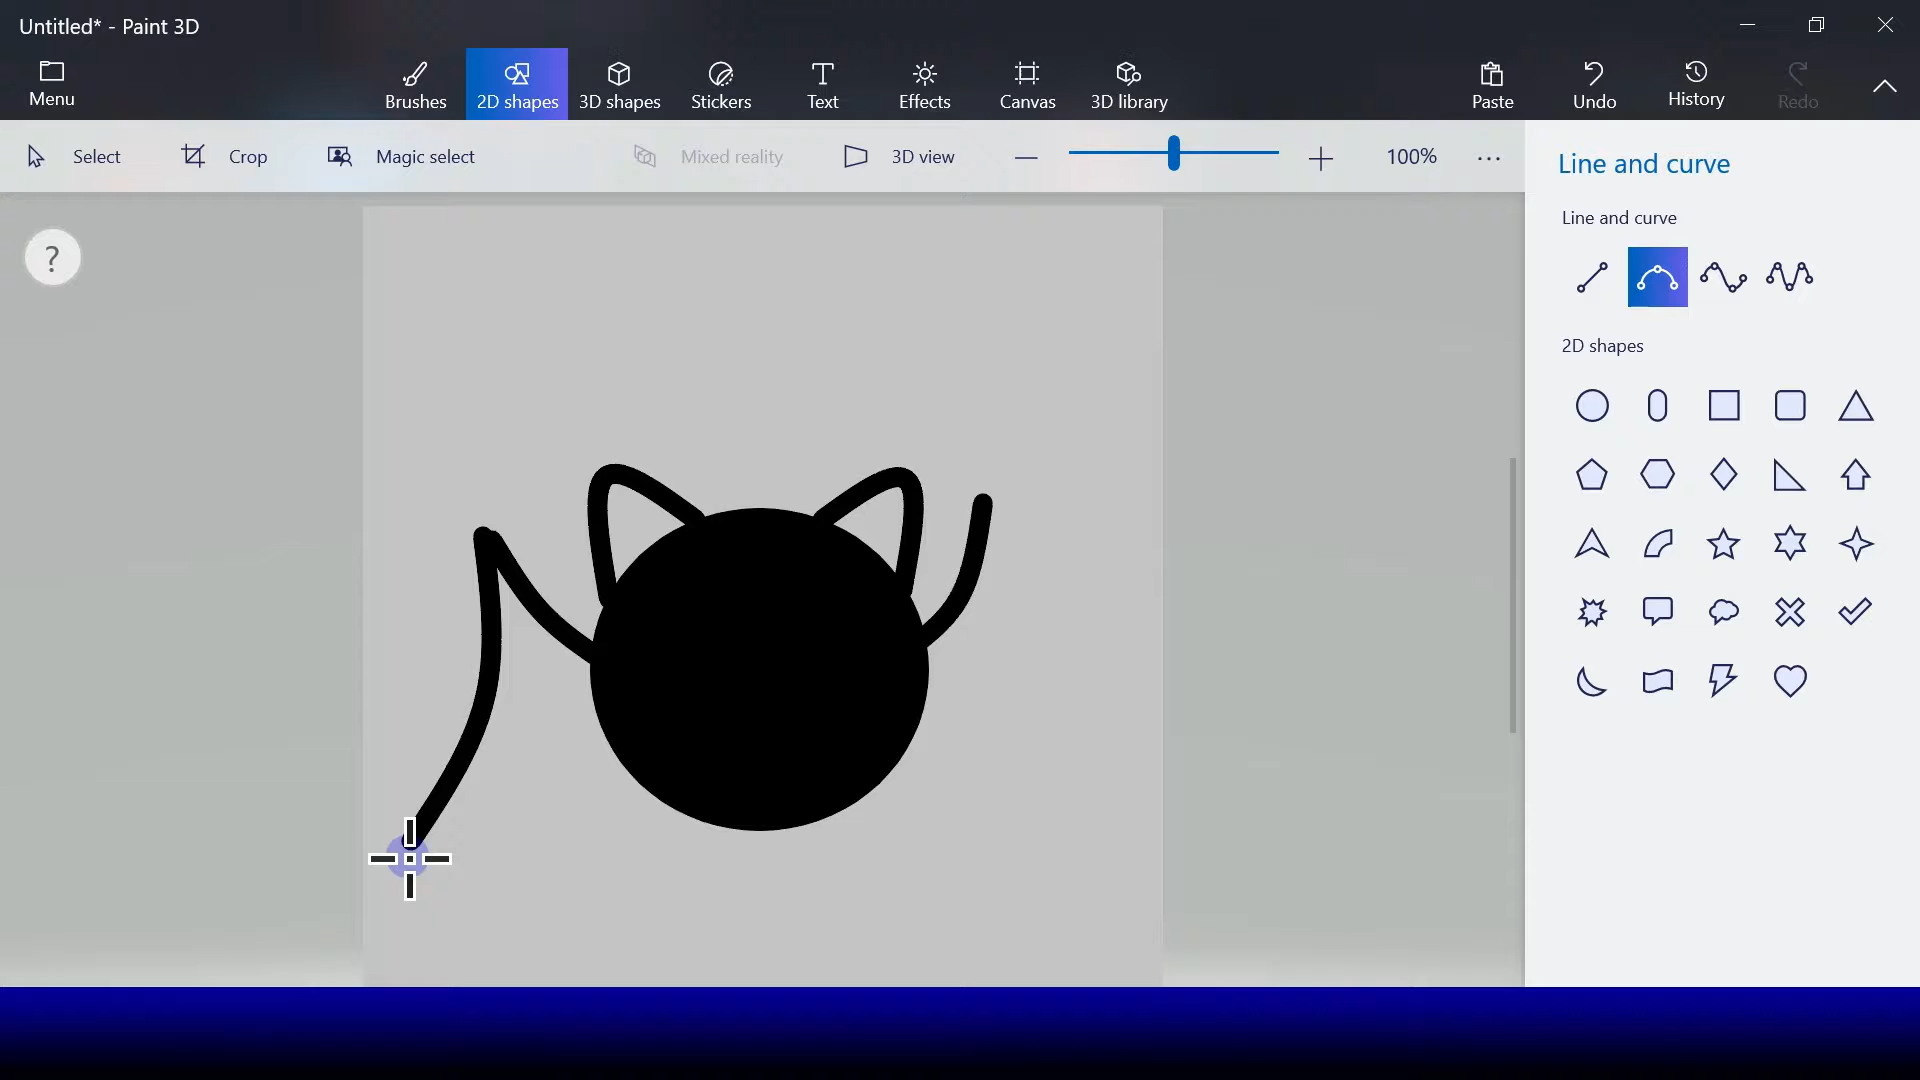 Untitled* - Paint 3D
Menu
Brushes
2D shapes
3D shapes
Stickers
Text
Effects
Canvas
3D library
Paste
Undo
History
Redo
Select
Crop
Magic select
Mixed reality
3D view
100%
?
Line and curve
Line and curve
2D shapes